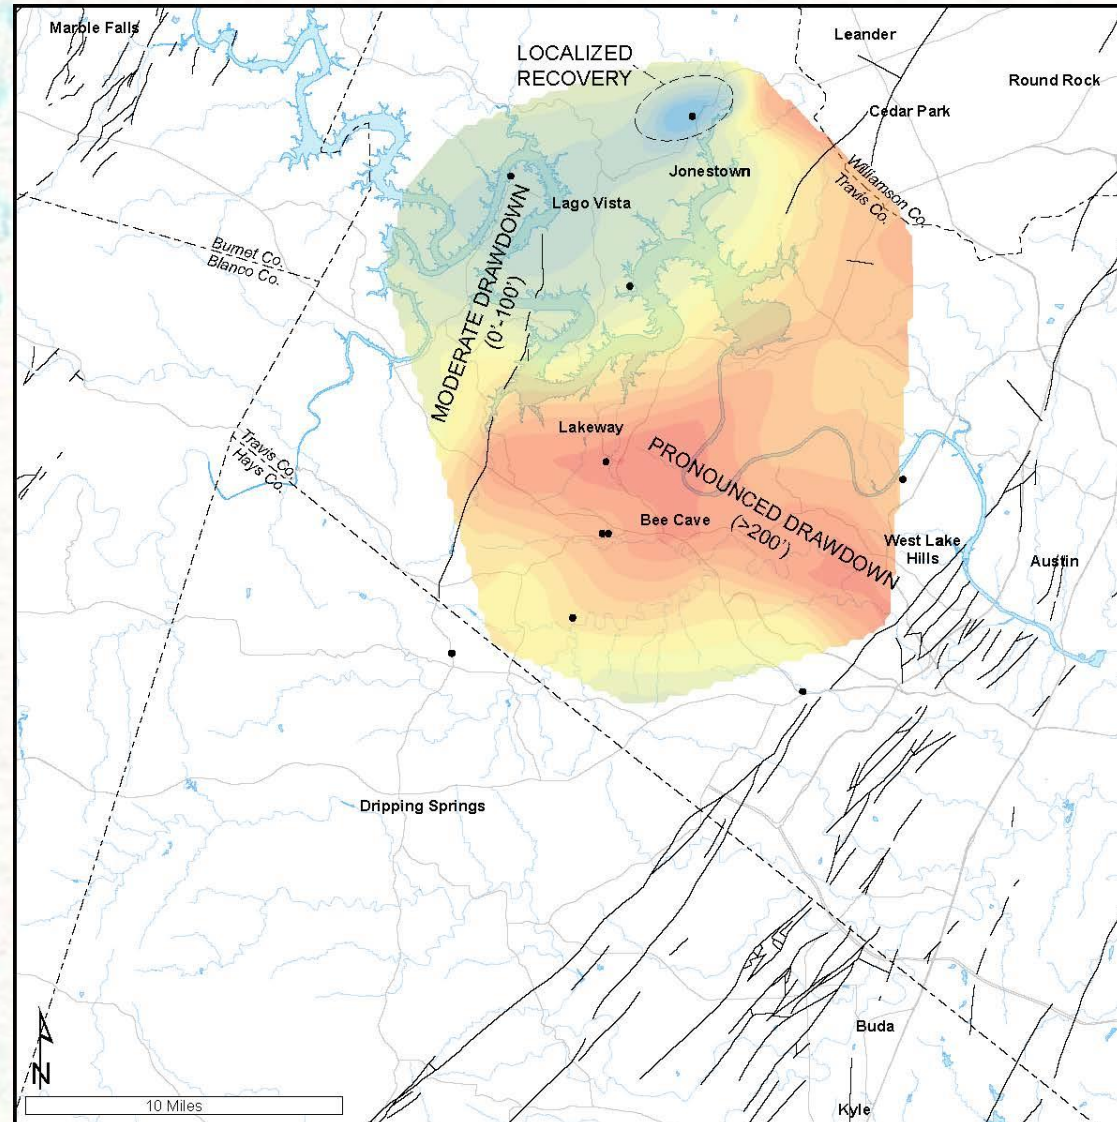 Marble Falls
Leander
LOCALIZED
RECOVERY
Round Rock
Cedar Park
Jonestown
Williamson Co.
Travis Co.
Lago Vista
MODERATE DRAWDOWN
(0'-100')
Burnet Co.
Blanco Co.
Lakeway
Travis Co.
Hays Co.
PRONOUNCED DRAWDOWN
(>200')
Bee Cave
West Lake
Hills
Austin
Dripping Springs
Buda
N
10 Miles
Kyle